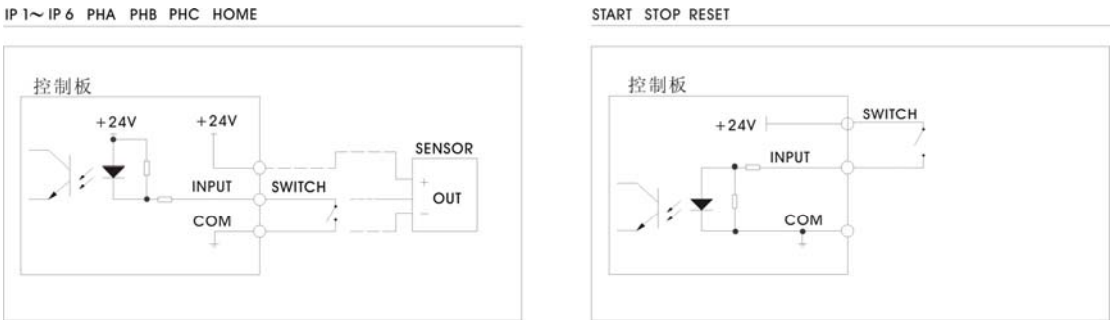 IP 1~ IP 6 PHA PHB PHC HOME
控制板
+24V
+24V
SENSOR
+
INPUT
SWITCH
OUT
−
COM
START STOP RESET
控制板
SWITCH
+24V
INPUT
COM